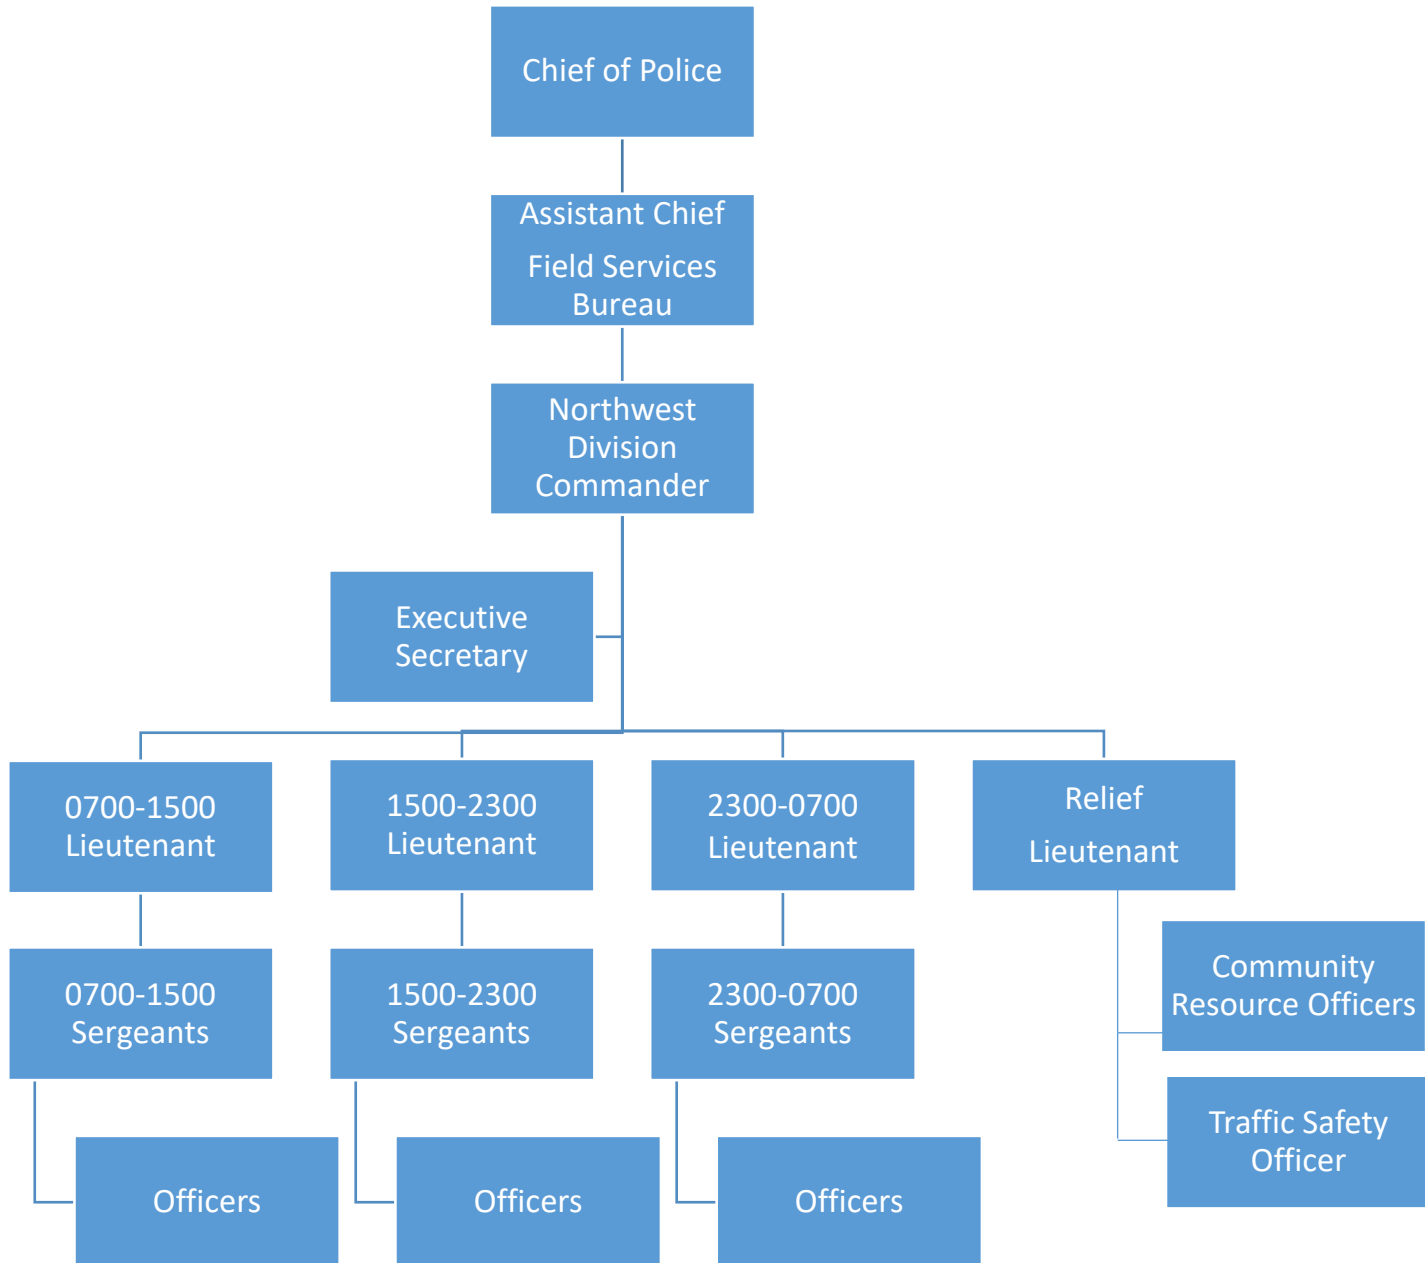 Chief of Police
Assistant Chief
Field Services
Bureau
Northwest
Division
Commander
Executive
Secretary
0700-1500
Lieutenant
1500-2300
Lieutenant
2300-0700
Lieutenant
Relief
Lieutenant
0700-1500
Sergeants
1500-2300
Sergeants
2300-0700
Sergeants
Community
Resource Officers
Traffic Safety
Officer
Officers
Officers
Officers